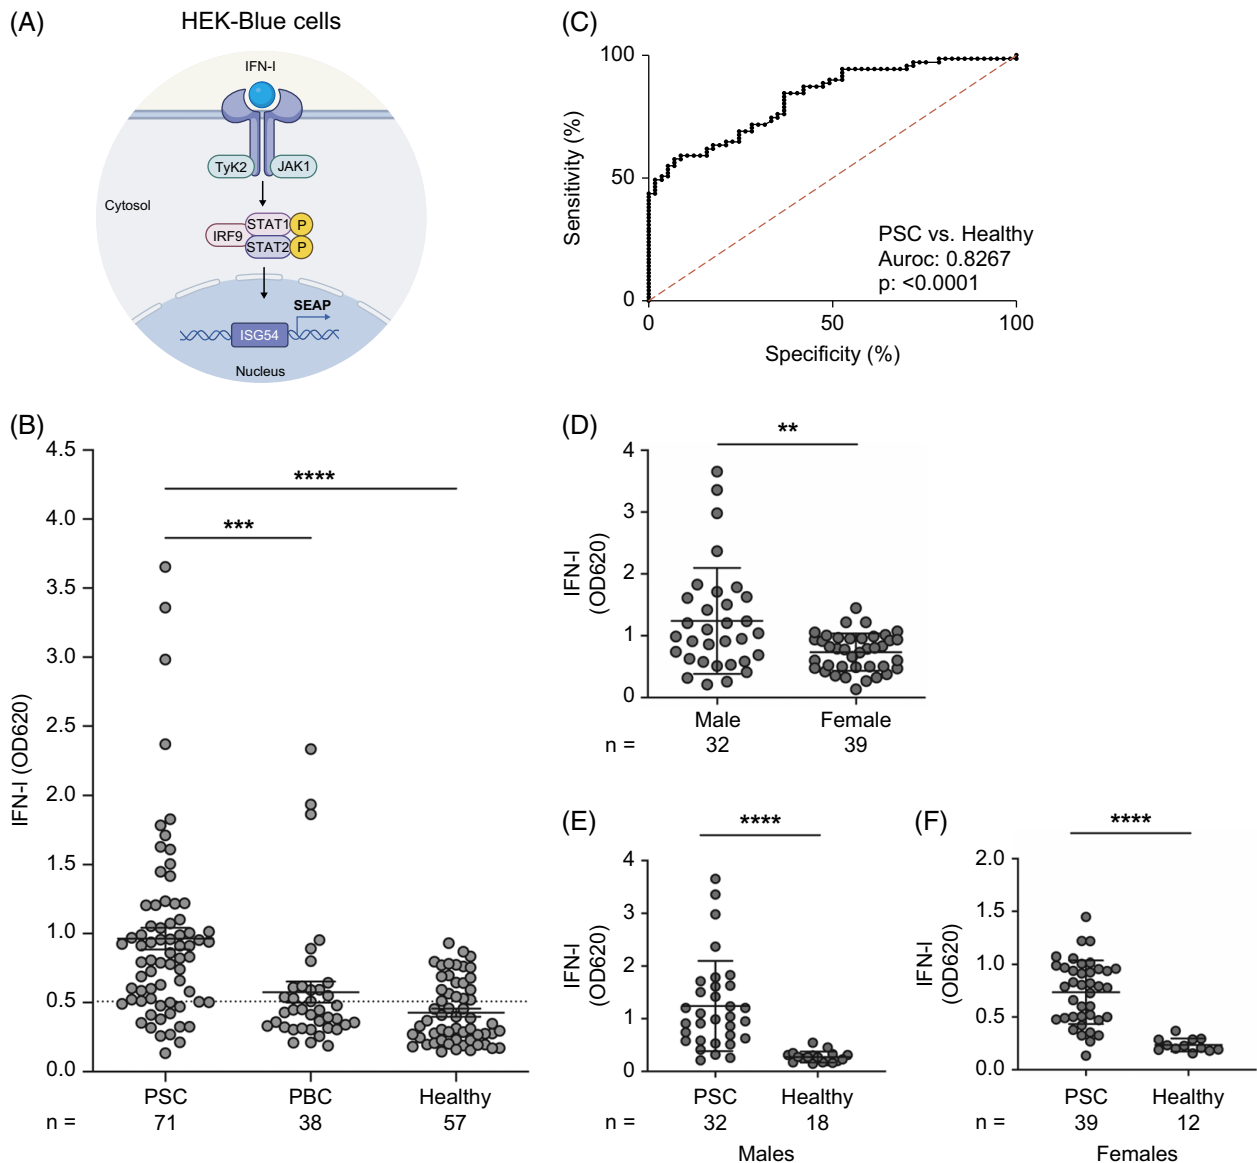 (A)
HEK-Blue cells
IFN-I
TyK2
JAK1
Cytosol
STAT1
P
IRF9
STAT2
P
SEAP
ISG54
Nucleus
(B)
IFN-I (OD620)
4.5
4.0
3.5
3.0
2.5
2.0
1.5
1.0
0.5
0.0
****
***
PSC PBC Healthy
n = 71 38 57
(C)
Sensitivity (%)
100
50
0
PSC vs. Healthy
Auroc: 0.8267
p: <0.0001
0 50 100
Specificity (%)
(D)
**
IFN-I
(OD620)
4
3
2
1
0
Male Female
n = 32 39
(E)
****
IFN-I
(OD620)
4
3
2
1
0
PSC Healthy
n = 32 18
Males
(F)
****
IFN-I
(OD620)
2.0
1.5
1.0
0.5
0.0
PSC Healthy
n = 39 12
Females